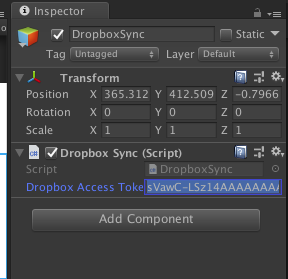 Inspector
DropboxSync Static
Tag Untagged Layer Default
Transform
Position X 365.312 Y 412.509 Z -0.7966
Rotation X 0 Y 0 Z 0
Scale X 1 Y 1 Z 1
Dropbox Sync (Script)
Script DropboxSync
Dropbox Access Toke sVawC-LSz14AAAAAAAA
Add Component